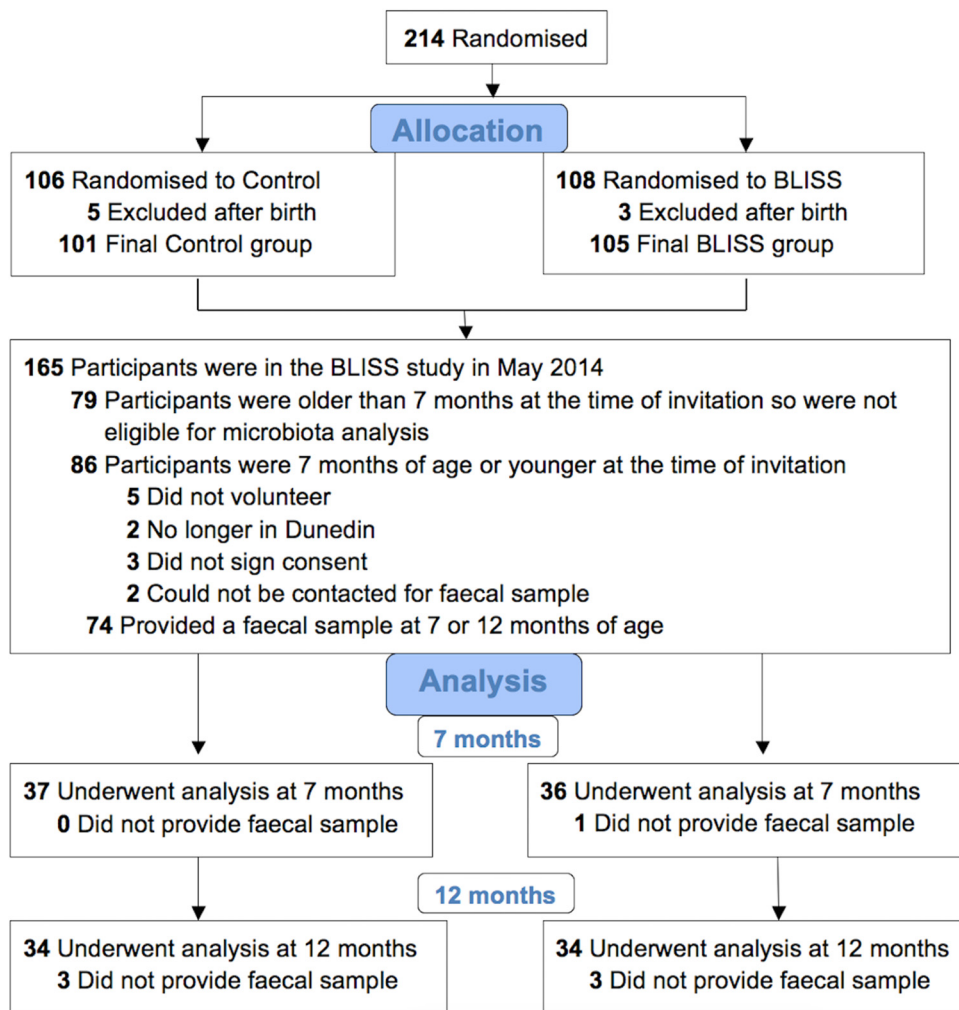 214 Randomised
Allocation
106 Randomised to Control
5 Excluded after birth
101 Final Control group
108 Randomised to BLISS
3 Excluded after birth
105 Final BLISS group
165 Participants were in the BLISS study in May 2014
79 Participants were older than 7 months at the time of invitation so were not
eligible for microbiota analysis
86 Participants were 7 months of age or younger at the time of invitation
5 Did not volunteer
2 No longer in Dunedin
3 Did not sign consent
2 Could not be contacted for faecal sample
74 Provided a faecal sample at 7 or 12 months of age
Analysis
7 months
37 Underwent analysis at 7 months
0 Did not provide faecal sample
36 Underwent analysis at 7 months
1 Did not provide faecal sample
12 months
34 Underwent analysis at 12 months
3 Did not provide faecal sample
34 Underwent analysis at 12 months
3 Did not provide faecal sample